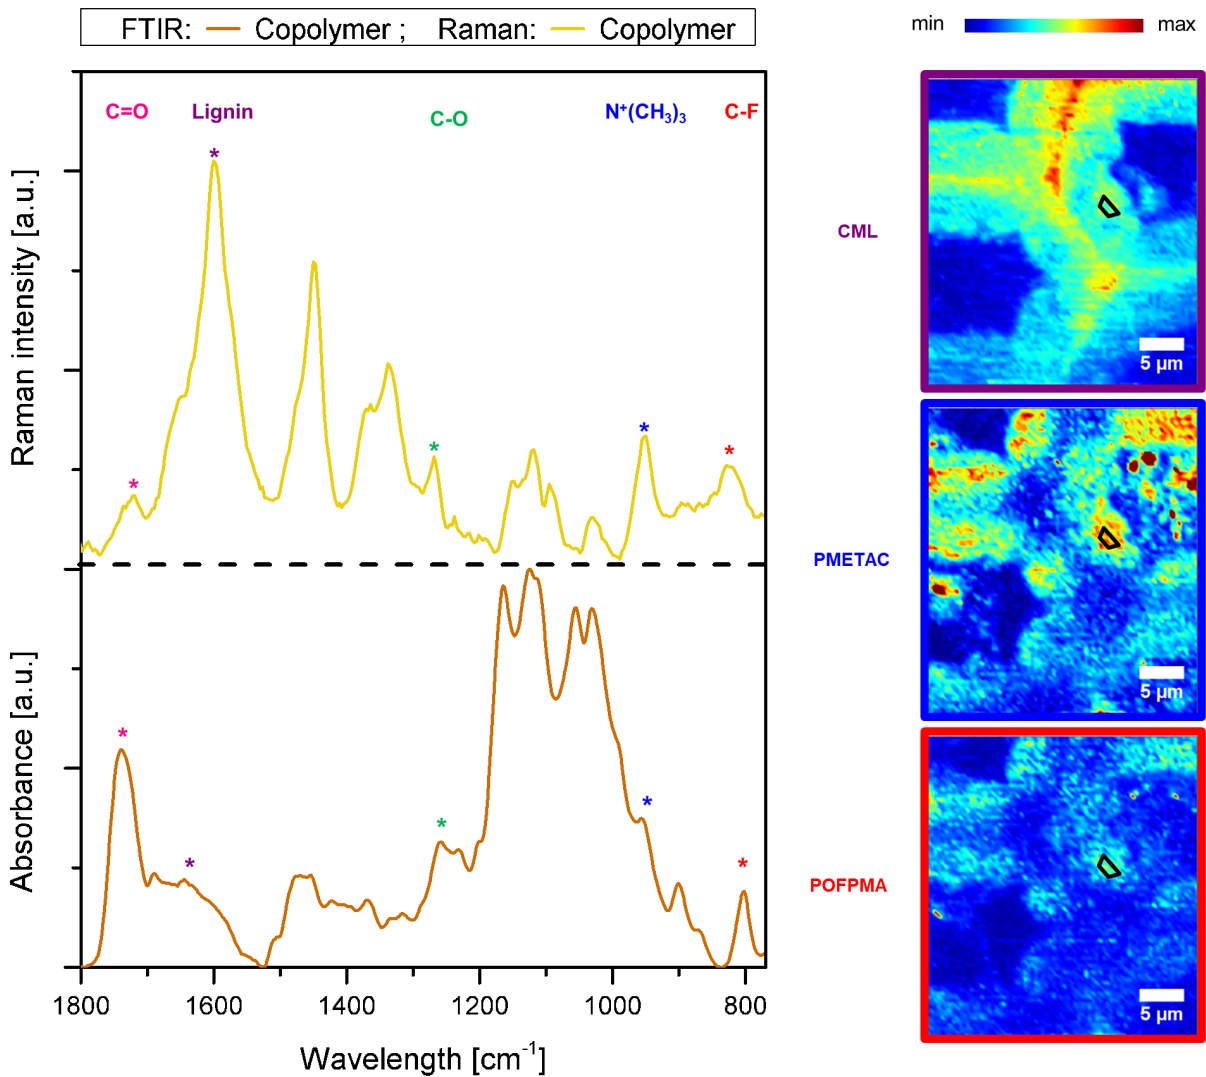 FTIR: Copolymer ; Raman: Copolymer
min max
C=O Lignin C-O N⁺(CH₃)₃ C-F
* * * * *
Raman intensity [a.u.]
CML
5 µm
PMETAC
5 µm
* * * * *
Absorbance [a.u.]
POFPMA
5 µm
1800 1600 1400 1200 1000 800
Wavelength [cm⁻¹]